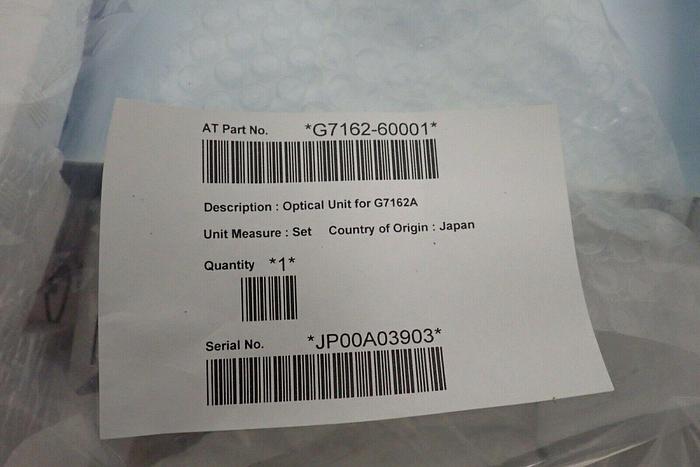 AT Part No. *G7162-60001*
Description : Optical Unit for G7162A
Unit Measure : Set Country of Origin : Japan
Quantity *1*
Serial No. *JP00A03903*